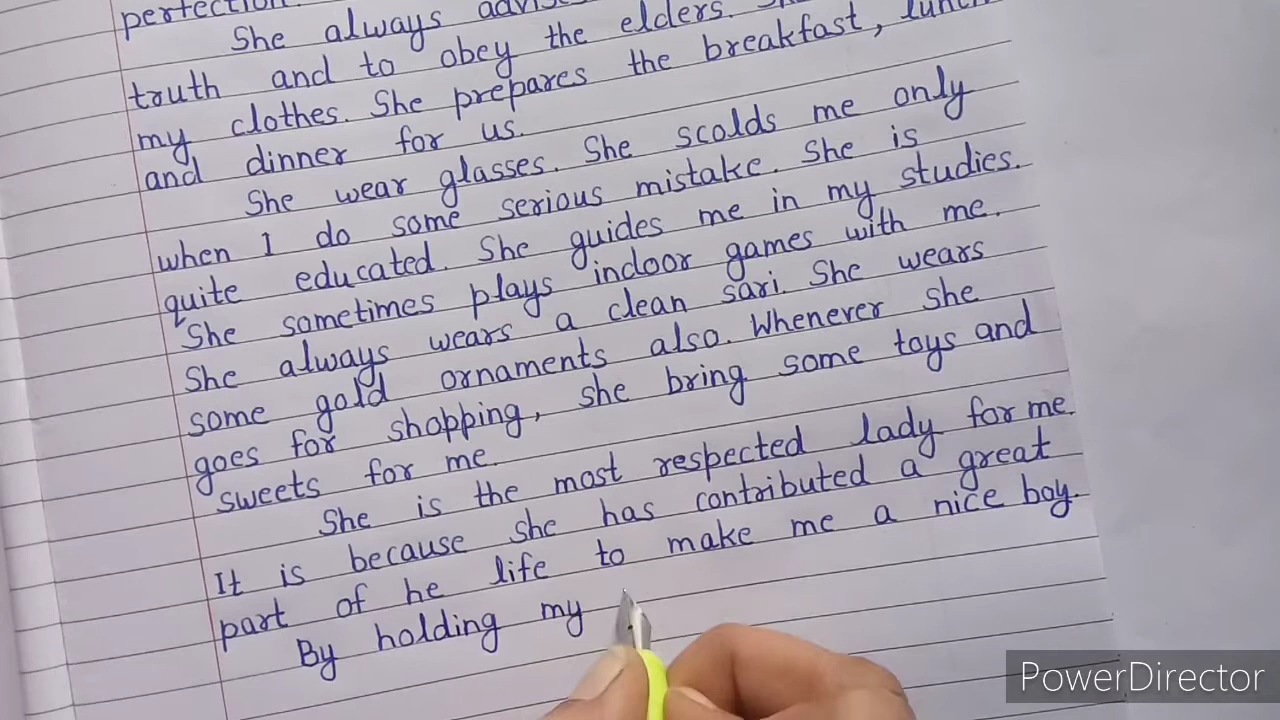 perfection.
She always advis
truth and to obey the elders.
my clothes. She prepares the breakfast, lunch
and dinner for us.
She wear glasses. She scolds me only
when I do some serious mistake. She is
quite educated. She guides me in my studies.
She sometimes plays indoor games with me.
She always wears a clean sari. She wears
some gold ornaments also. Whenever she
goes for shopping, she bring some toys and
sweets for me.
She is the most respected lady for me.
It is because she has contributed a great
part of he life to make me a nice boy.
By holding my
PowerDirector